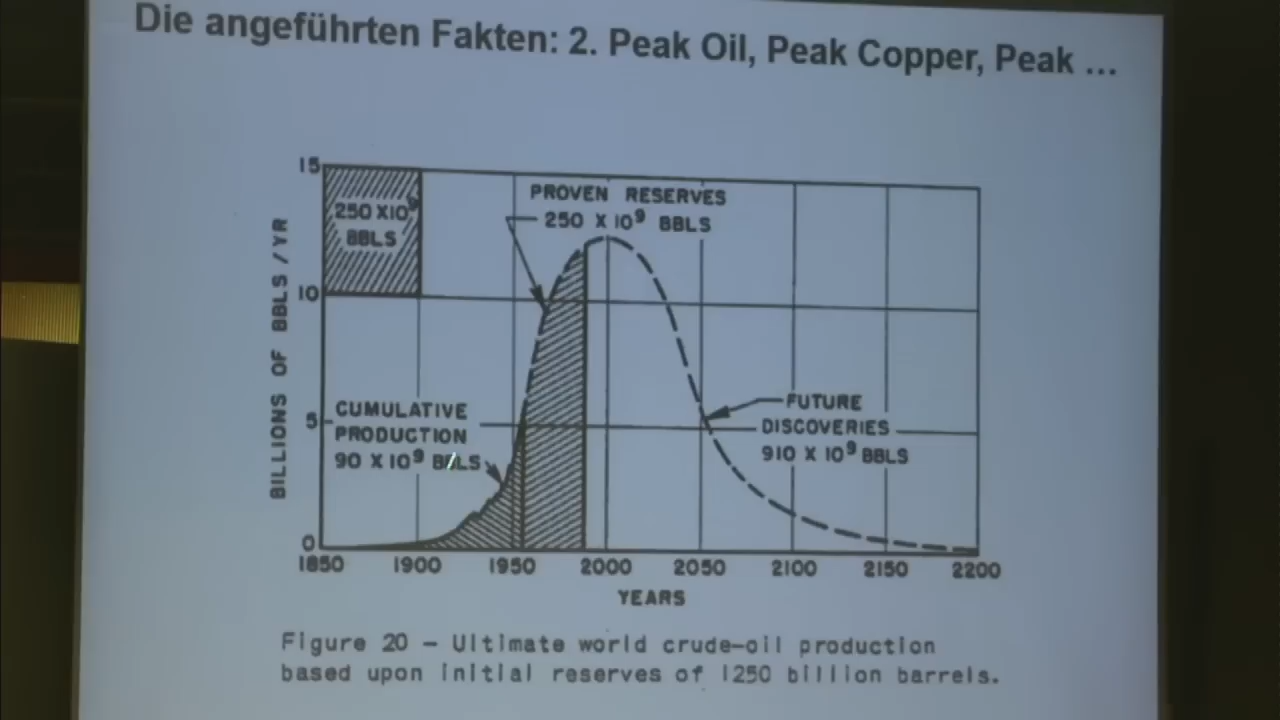 Die angeführten Fakten: 2. Peak Oil, Peak Copper, Peak ...
15
10
5
0
BILLIONS OF BBLS / YR
250 X10⁹
BBLS
PROVEN RESERVES
250 X 10⁹ BBLS
CUMULATIVE
PRODUCTION
90 X 10⁹ BBLS
FUTURE
DISCOVERIES
910 X 10⁹ BBLS
1850 1900 1950 2000 2050 2100 2150 2200
YEARS
Figure 20 – Ultimate world crude-oil production
based upon initial reserves of 1250 billion barrels.